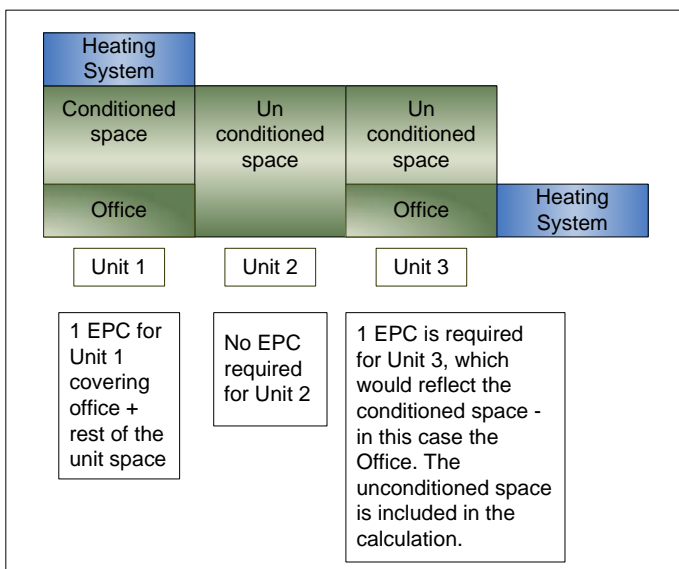 Heating
System
Conditioned
space
Un
conditioned
space
Un
conditioned
space
Office
Office
Heating
System
Unit 1
Unit 2
Unit 3
1 EPC for
Unit 1
covering
office +
rest of the
unit space
No EPC
required
for Unit 2
1 EPC is required
for Unit 3, which
would reflect the
conditioned space -
in this case the
Office. The
unconditioned space
is included in the
calculation.